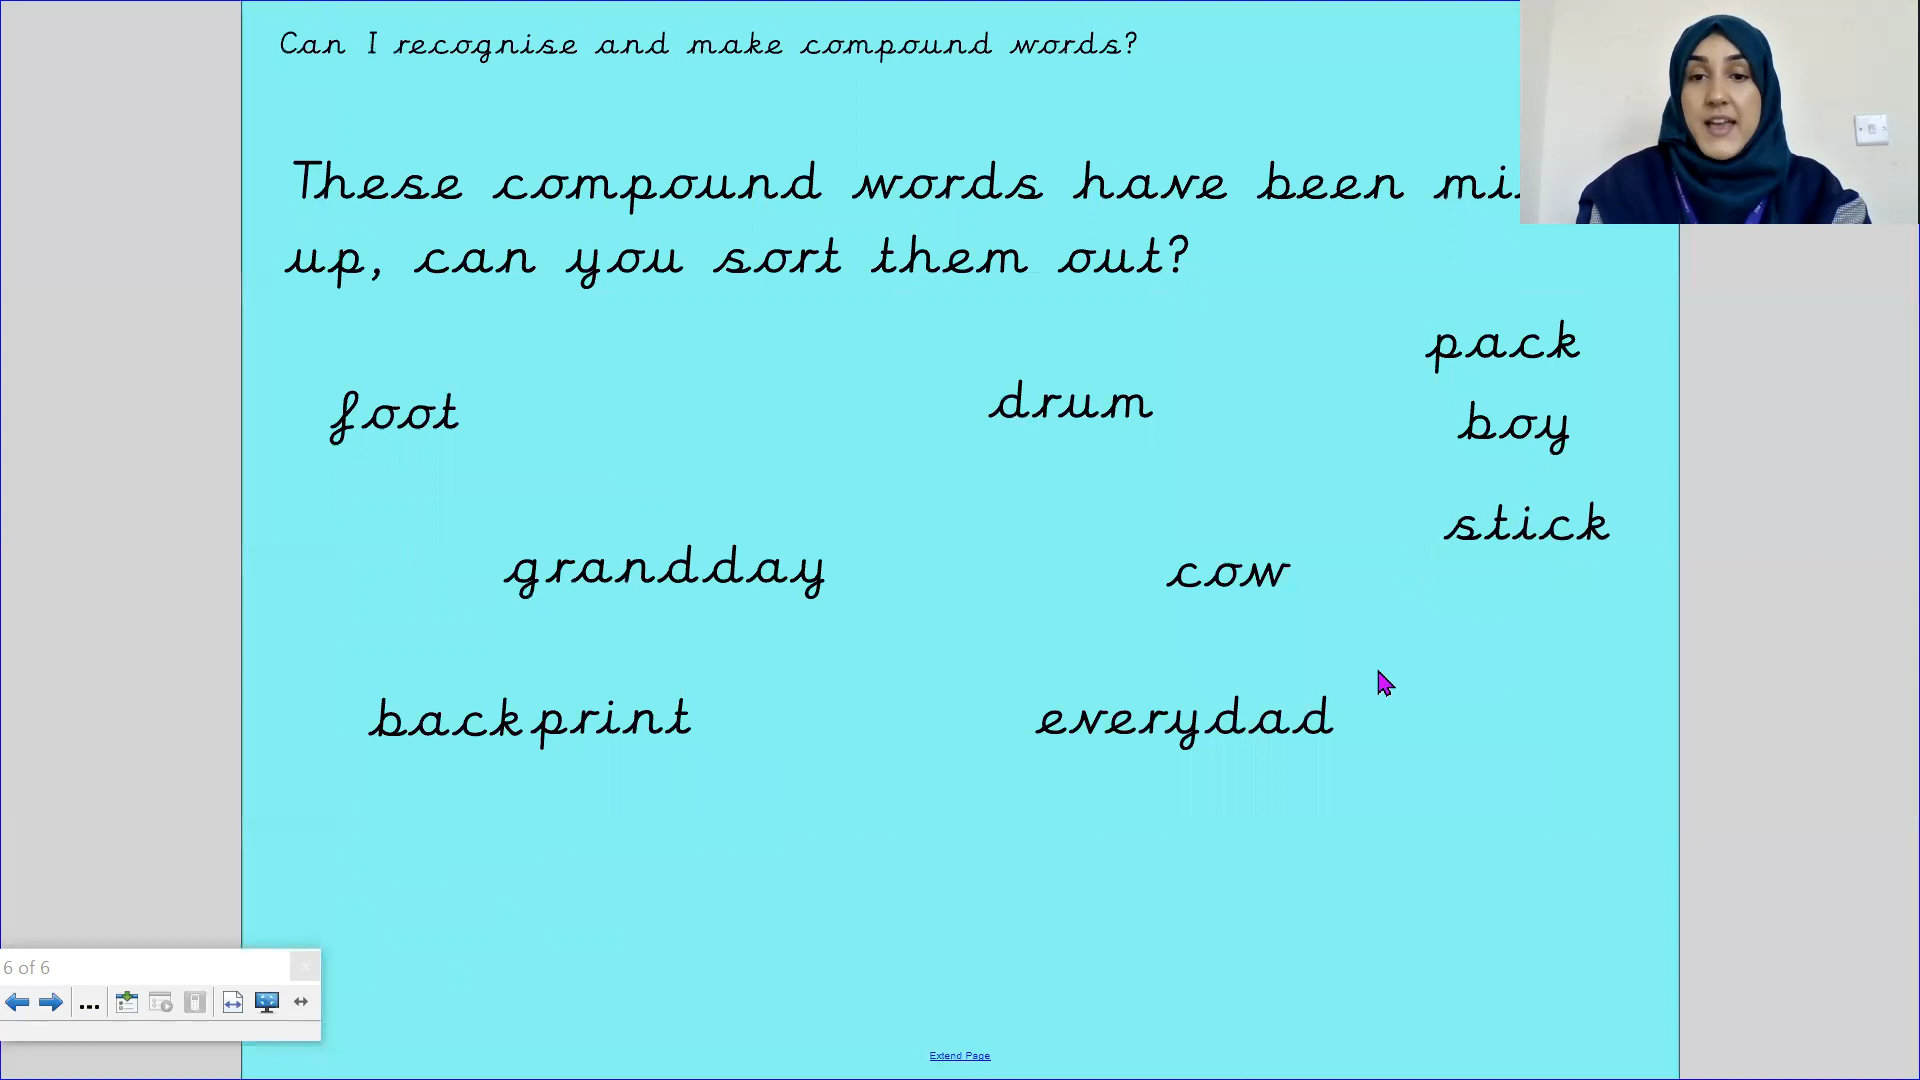 Can I recognise and make compound words?
These compound words have been
up, can you sort them out?
pack
foot
drum
boy
stick
grandday
cow
backprint
everydad
6 of 6
Extend Page